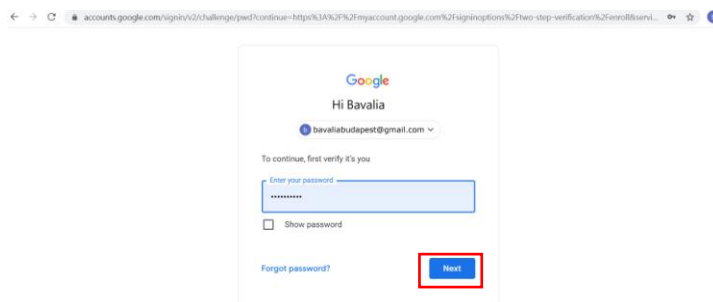 accounts.google.com/signin/v2/challenge/pwd?continue=https%3A%2F%2Fmyaccount.google.com%2Fsigninoptions%2Ftwo-step-verification%2Fenroll&servi...
Google
Hi Bavalia
b bavaliabudapest@gmail.com
To continue, first verify it's you
Enter your password
••••••••••
Show password
Forgot password? Next